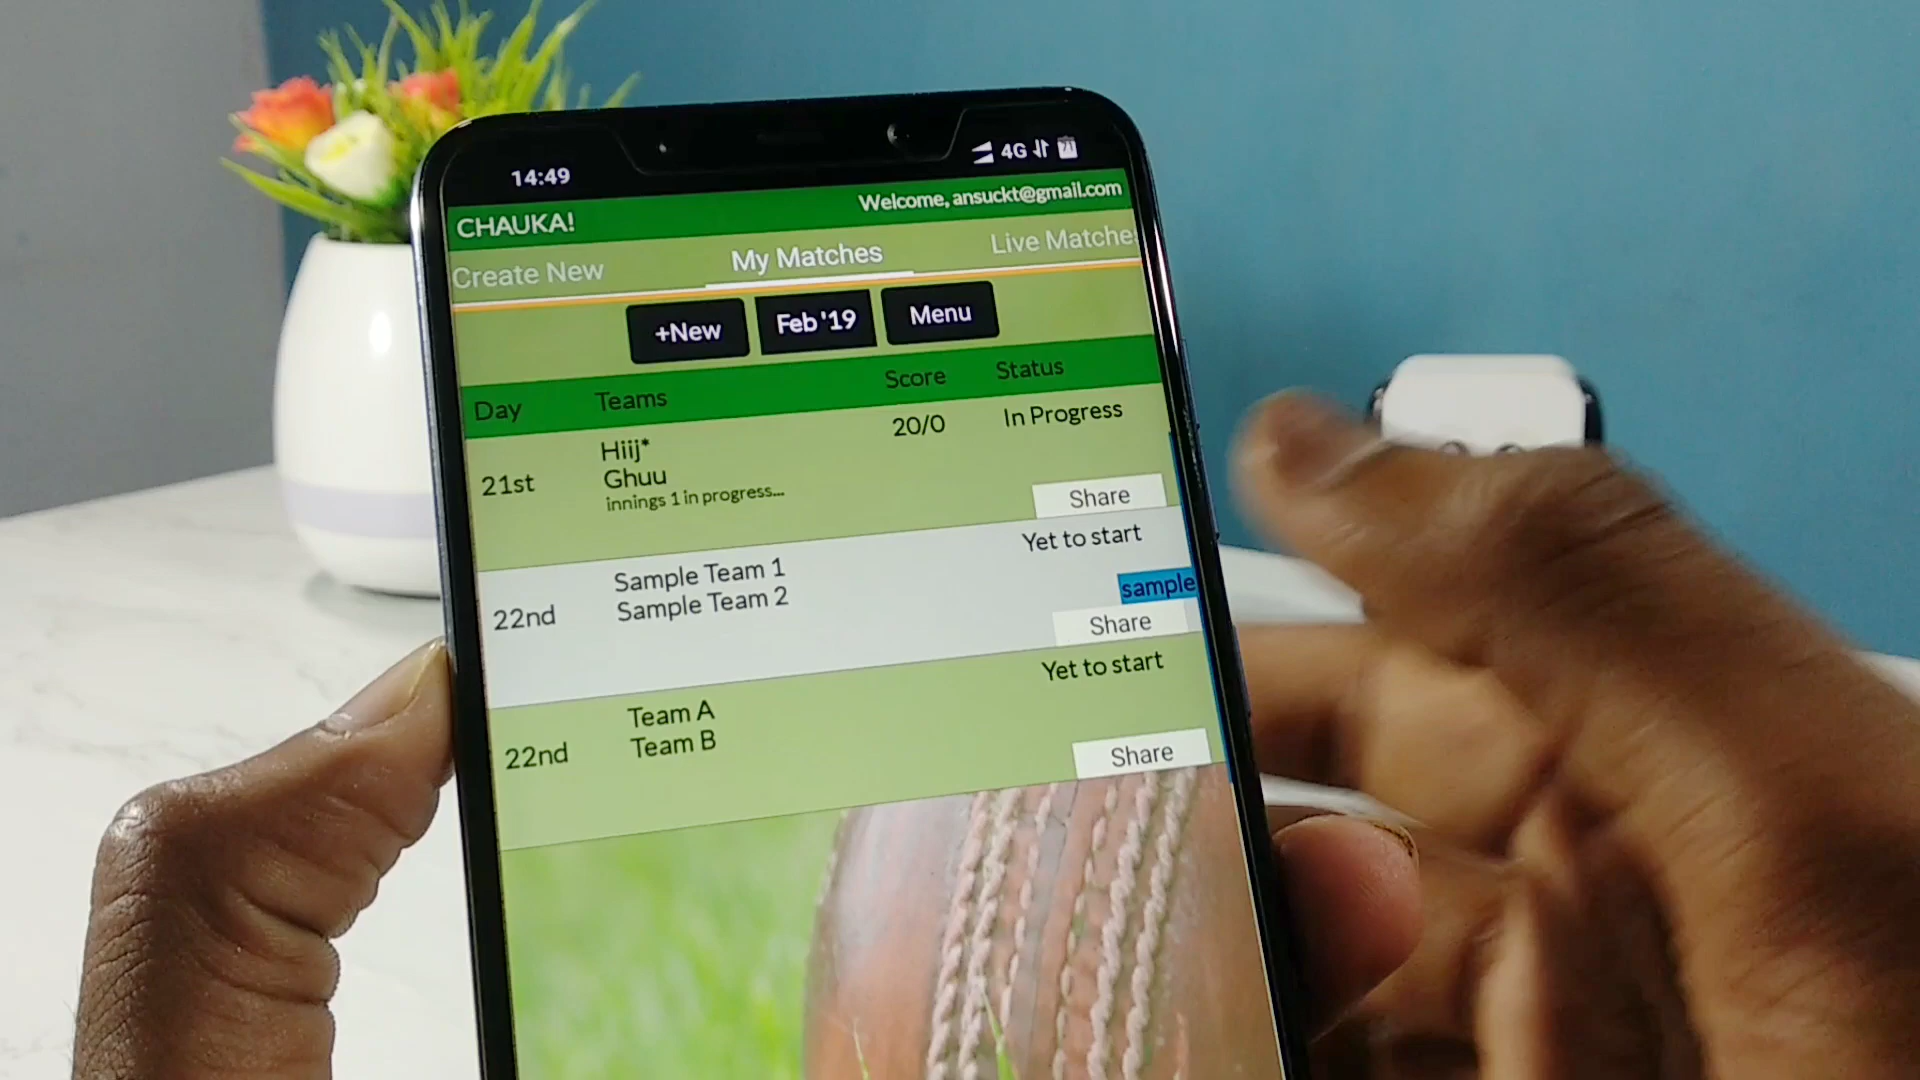 14:49
4G
71
CHAUKA!
Welcome, ansuckt@gmail.com
Create New
My Matches
Live Matche
+New
Feb '19
Menu
Day
Teams
Score
Status
21st
Hiij*
Ghuu
innings 1 in progress...
20/0
In Progress
Share
22nd
Sample Team 1
Sample Team 2
Yet to start
sample
Share
22nd
Team A
Team B
Yet to start
Share